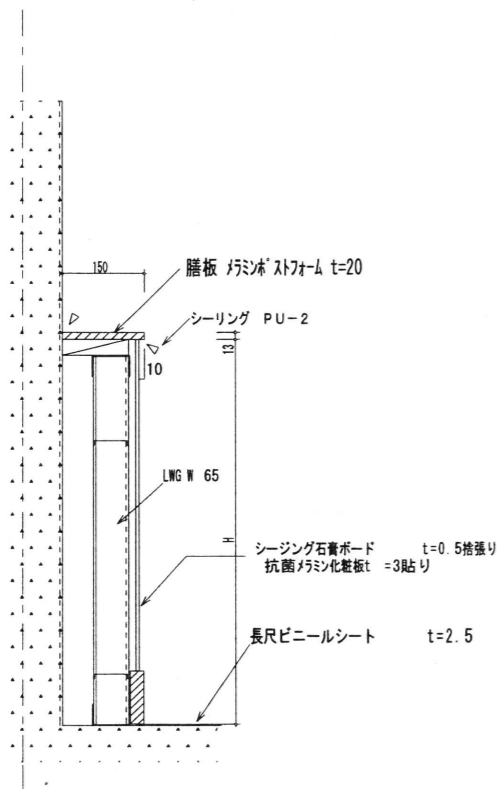 150
膳板 メラミンポストフォーム t=20
シーリング PU-2
13
10
LWG W 65
H
シージング石膏ボード t=0.5捨張り
抗菌メラミン化粧板t =3貼り
長尺ビニールシート t=2.5